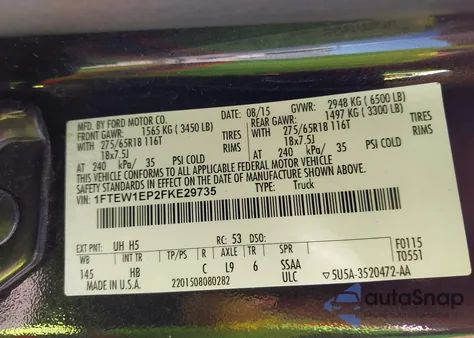 MFD. BY FORD MOTOR CO. DATE: 08/15 GVWR: 2948 KG (6500 LB)
FRONT GAWR: 1565 KG (3450 LB) REAR GAWR: 1497 KG (3300 LB)
WITH 275/65R18 116T TIRES WITH 275/65R18 116T TIRES
18x7.5J RIMS 18x7.5J RIMS
AT 240 kPa/ 35 PSI COLD AT 240 kPa/ 35 PSI COLD
THIS VEHICLE CONFORMS TO ALL APPLICABLE FEDERAL MOTOR VEHICLE
SAFETY AND THEFT PREVENTION STANDARDS IN EFFECT ON THE DATE OF MANUFACTURE SHOWN ABOVE.
VIN: 1FTEW1EP2FKE29735 TYPE: Truck
EXT PNT: UH H5 RC: 53 DSO: F0115
WB INT TR TP/PS R AXLE TR SPR T0551
145 HB C L9 6 SSAA
2201508080282 ULC 5U5A-3520472-AA
autoSnap